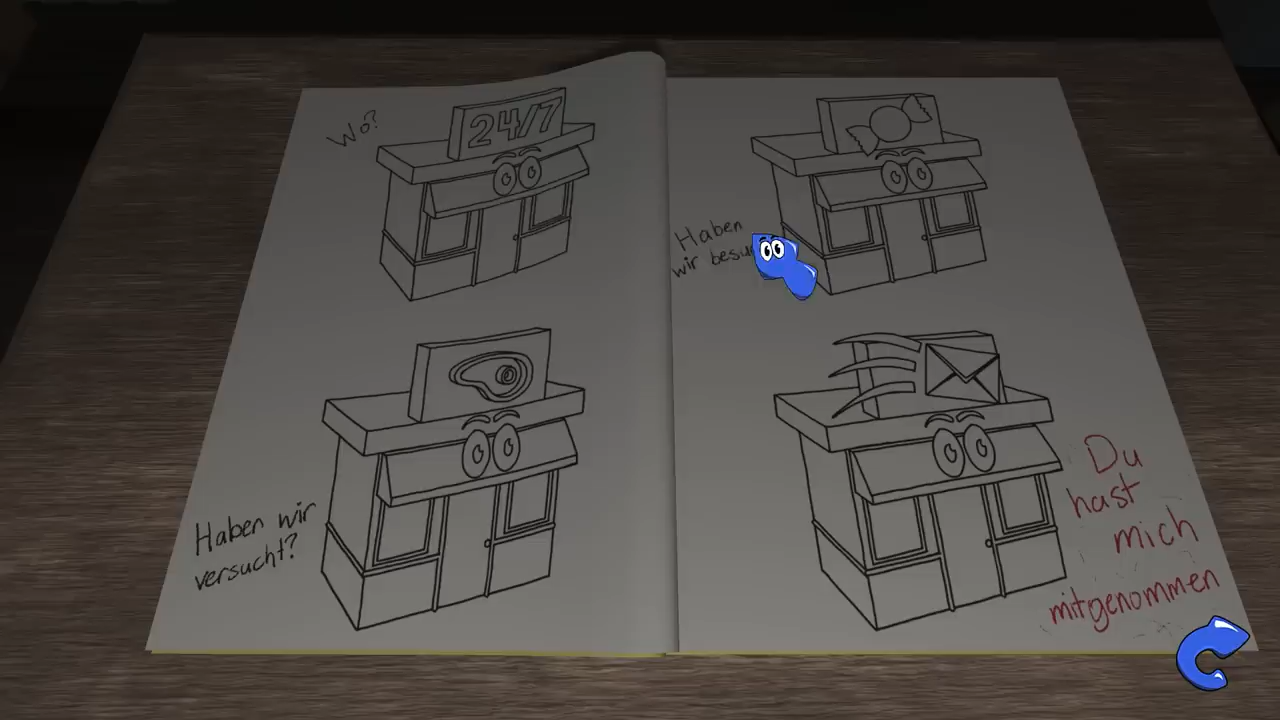 Wo?
24/7
Haben
wir
Haben wir
versucht?
Du
hast
mich
mitgenommen